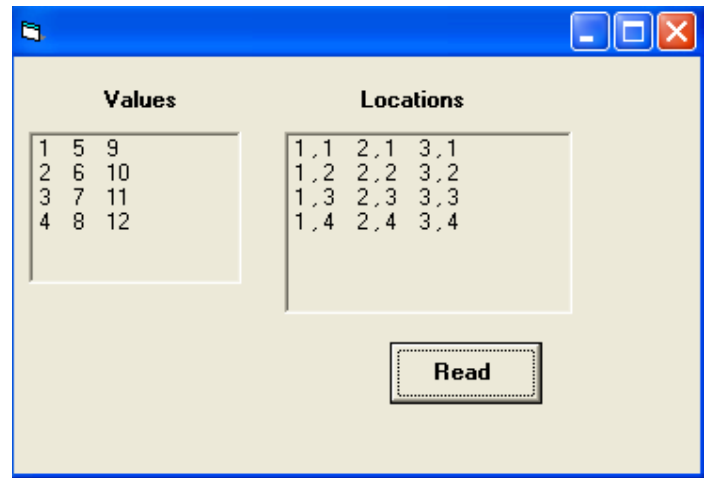 Values Locations
1 5 9 1,1 2,1 3,1
2 6 10 1,2 2,2 3,2
3 7 11 1,3 2,3 3,3
4 8 12 1,4 2,4 3,4
Read